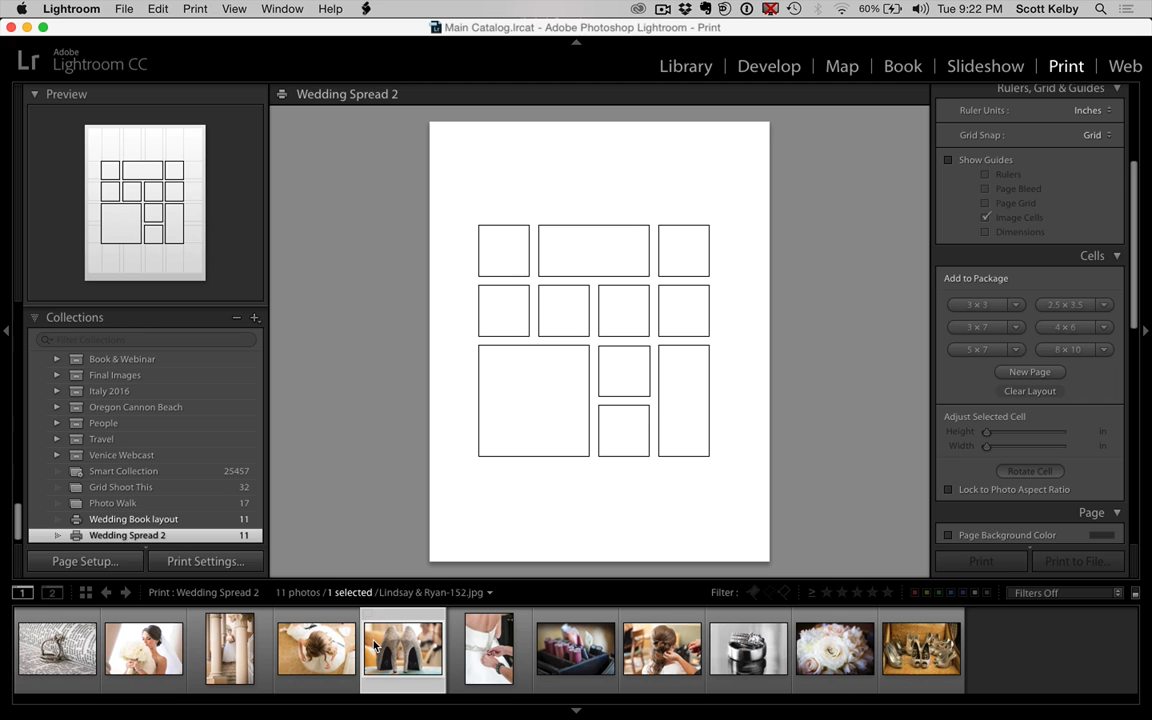 Lightroom File Edit Print View Window Help 60% Tue 9:22 PM Scott Kelby
Main Catalog.lrcat - Adobe Photoshop Lightroom - Print
Lr Adobe Lightroom CC
Library Develop Map Book Slideshow Print Web
Preview
Wedding Spread 2
Rulers, Grid & Guides
Ruler Units : Inches
Grid Snap : Grid
Show Guides
Rulers
Page Bleed
Page Grid
Image Cells
Dimensions
Cells
Add to Package
3 × 3 2.5 × 3.5
3 × 7 4 × 6
5 × 7 8 × 10
New Page
Clear Layout
Adjust Selected Cell
Height in
Width in
Rotate Cell
Lock to Photo Aspect Ratio
Page
Page Background Color
Print Print to File...
Collections
Filter Collections
Book & Webinar
Final Images
Italy 2016
Oregon Cannon Beach
People
Travel
Venice Webcast
Smart Collection 25457
Grid Shoot This 32
Photo Walk 17
Wedding Book layout 11
Wedding Spread 2 11
Page Setup... Print Settings...
1 2 Print : Wedding Spread 2 11 photos / 1 selected / Lindsay & Ryan-152.jpg Filter : Filters Off